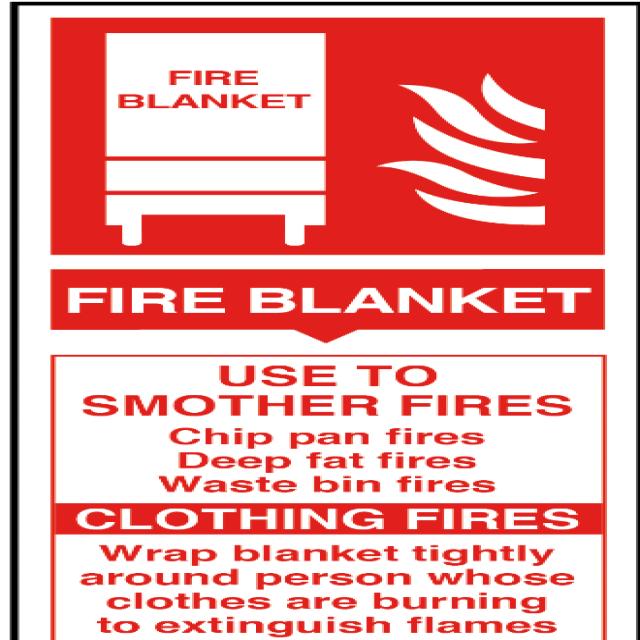 FIRE
BLANKET
FIRE BLANKET
USE TO
SMOTHER FIRES
Chip pan fires
Deep fat fires
Waste bin fires
CLOTHING FIRES
Wrap blanket tightly
around person whose
clothes are burning
to extinguish flames